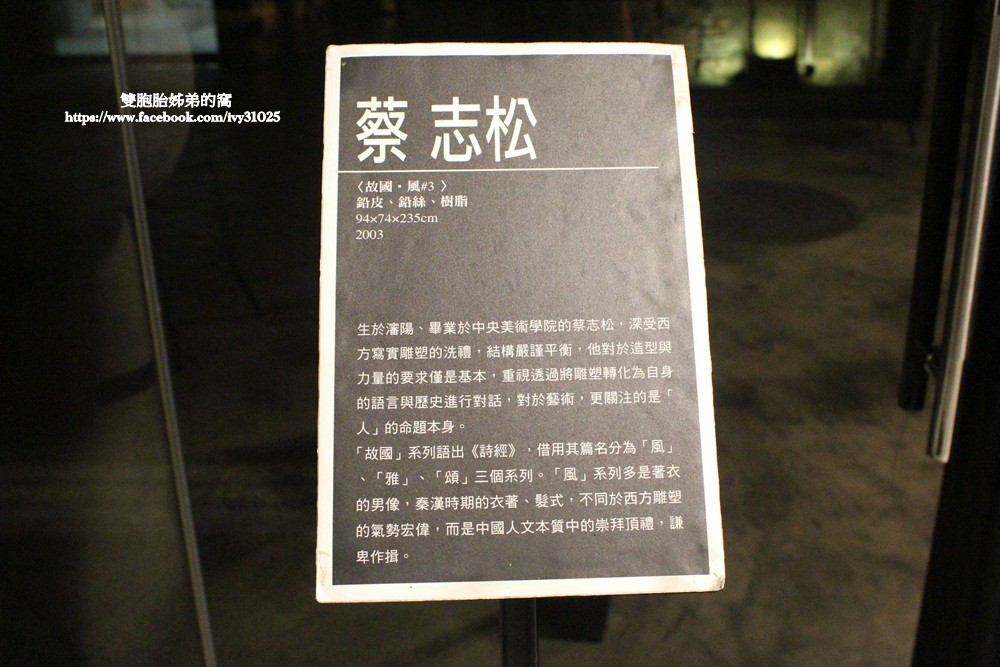 雙胞胎姊弟的窩
https://www.facebook.com/ivy31025
蔡 志松
〈故國・風#3 〉
鉛皮、鉛絲、樹脂
94×74×235cm
2003
生於瀋陽、畢業於中央美術學院的蔡志松，深受西
方寫實雕塑的洗禮，結構嚴謹平衡，他對於造型與
力量的要求僅是基本，重視透過將雕塑轉化為自身
的語言與歷史進行對話，對於藝術，更關注的是「
人」的命題本身。
「故國」系列語出《詩經》，借用其篇名分為「風」
、「雅」、「頌」三個系列。「風」系列多是著衣
的男像，秦漢時期的衣著、髮式，不同於西方雕塑
的氣勢宏偉，而是中國人文本質中的崇拜頂禮，謙
卑作揖。